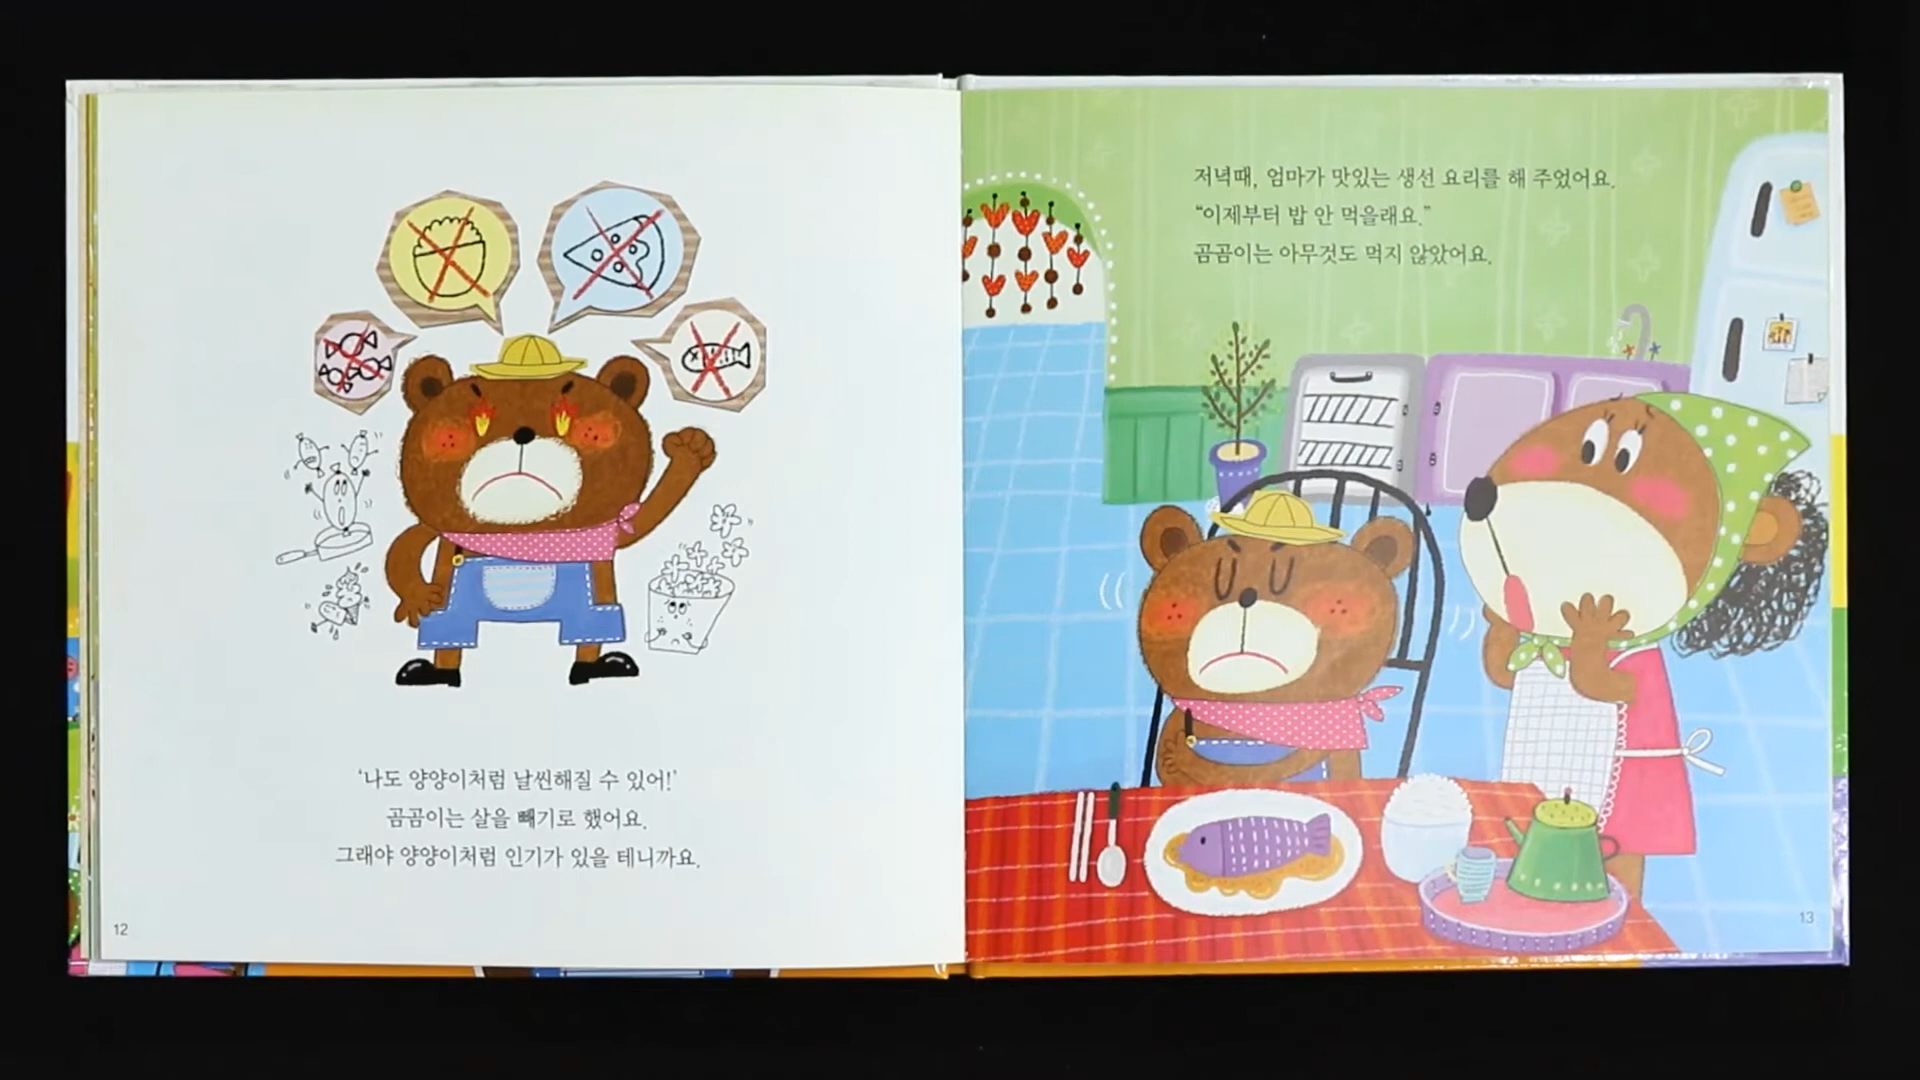 ‘나도 양양이처럼 날씬해질 수 있어!’
곰곰이는 살을 빼기로 했어요.
그래야 양양이처럼 인기가 있을 테니까요.
12
저녁때, 엄마가 맛있는 생선 요리를 해 주었어요.
“이제부터 밥 안 먹을래요.”
곰곰이는 아무것도 먹지 않았어요.
13